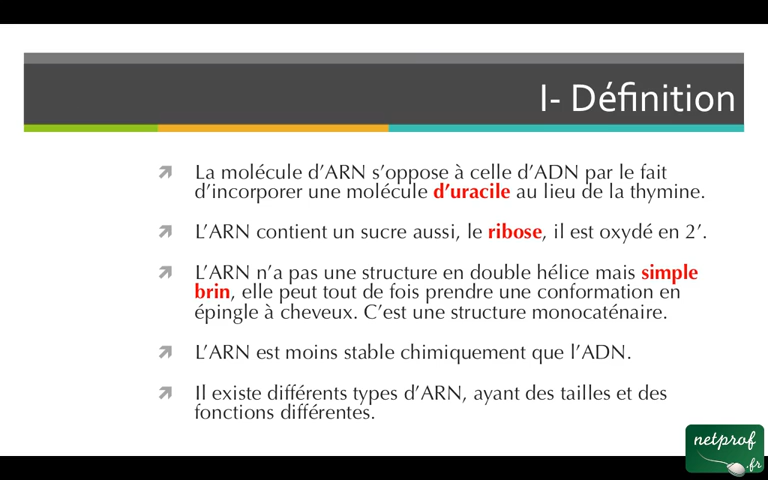 I- Définition
La molécule d’ARN s’oppose à celle d’ADN par le fait
d’incorporer une molécule d’uracile au lieu de la thymine.
L’ARN contient un sucre aussi, le ribose, il est oxydé en 2’.
L’ARN n’a pas une structure en double hélice mais simple
brin, elle peut tout de fois prendre une conformation en
épingle à cheveux. C’est une structure monocaténaire.
L’ARN est moins stable chimiquement que l’ADN.
Il existe différents types d’ARN, ayant des tailles et des
fonctions différentes.
netprof
.fr